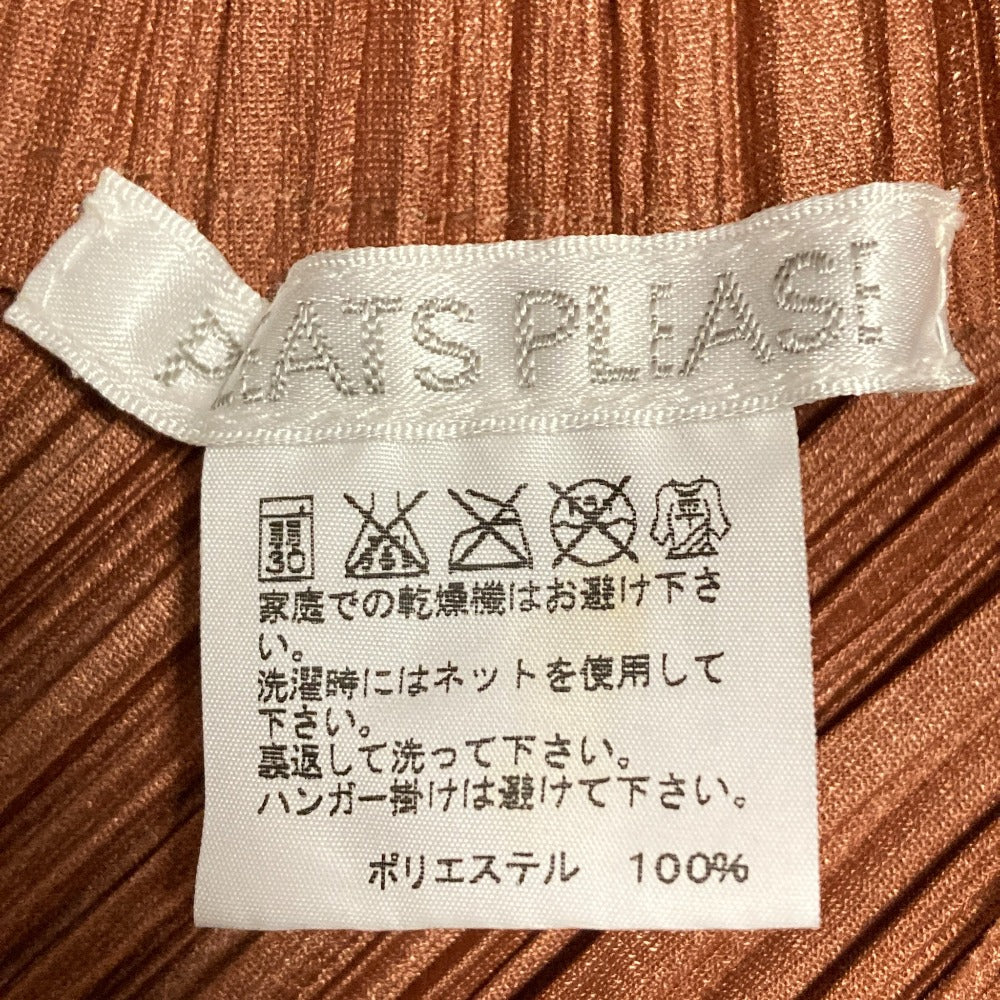 PLEATS PLEASE
弱
30
家庭での乾燥機はお避け下さ
い。
洗濯時にはネットを使用して
下さい。
裏返して洗って下さい。
ハンガー掛けは避けて下さい。
ポリエステル 100%